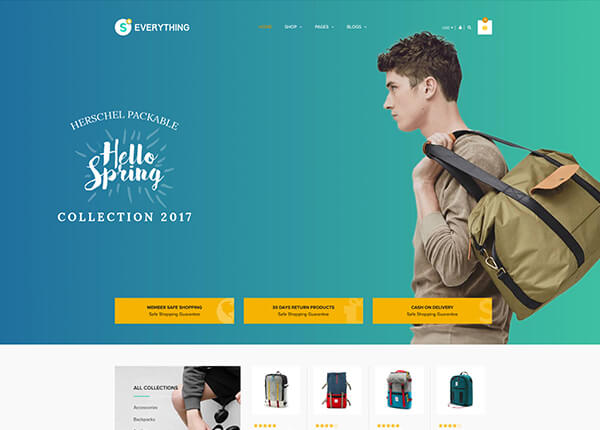 S EVERYTHING
HOME SHOP PAGES BLOGS
USD
HERSCHEL PACKABLE
Hello
Spring
COLLECTION 2017
MEMBER SAFE SHOPPING
Safe Shopping Guarantee
30 DAYS RETURN PRODUCTS
Safe Shopping Guarantee
CASH ON DELIVERY
Safe Shopping Guarantee
ALL COLLECTIONS
Accessories
Backpacks